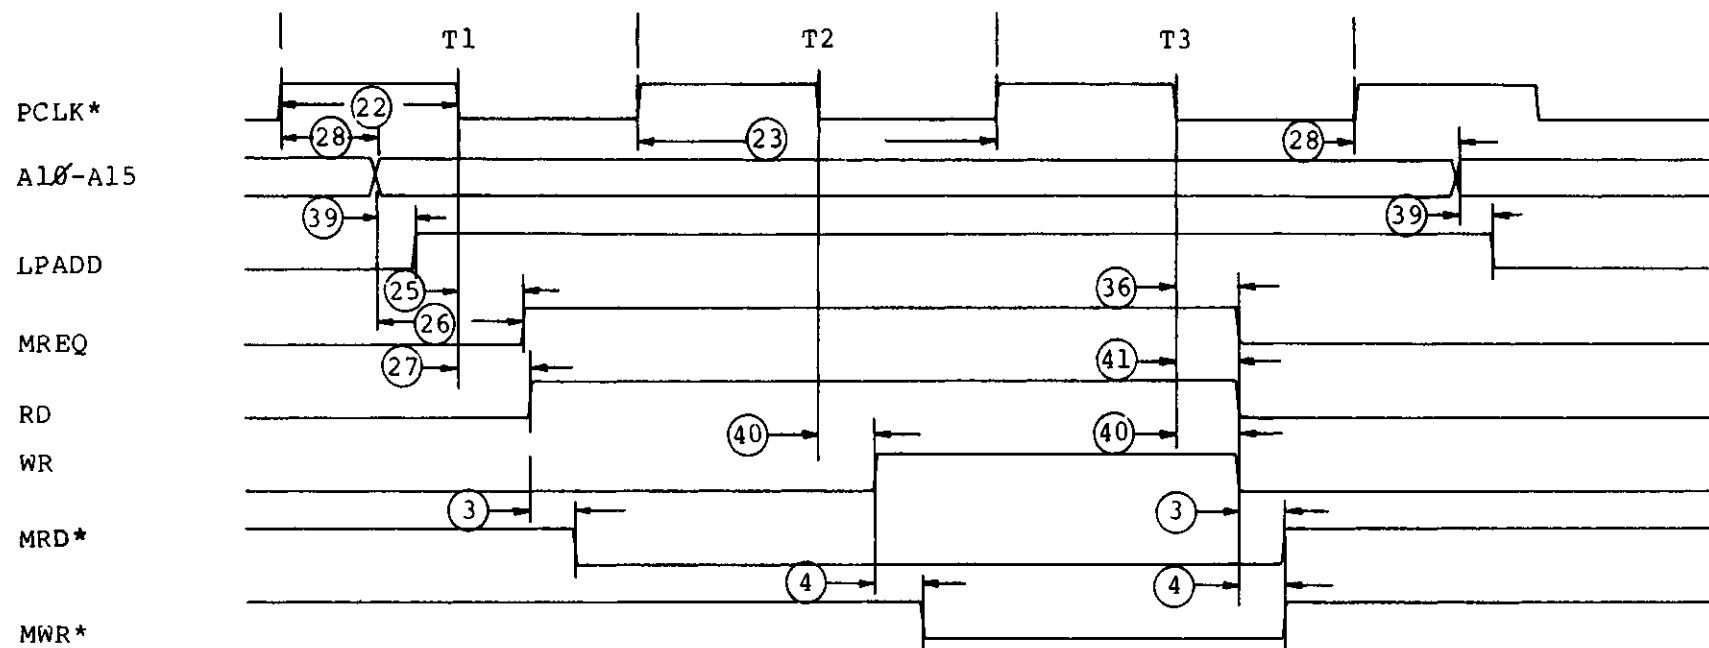 T1 T2 T3
PCLK* 22
28 23 28
A1Ø-A15
39 39
LPADD
25 36
26
MREQ
27 41
RD
40 40
WR
3 3
MRD*
4 4
MWR*